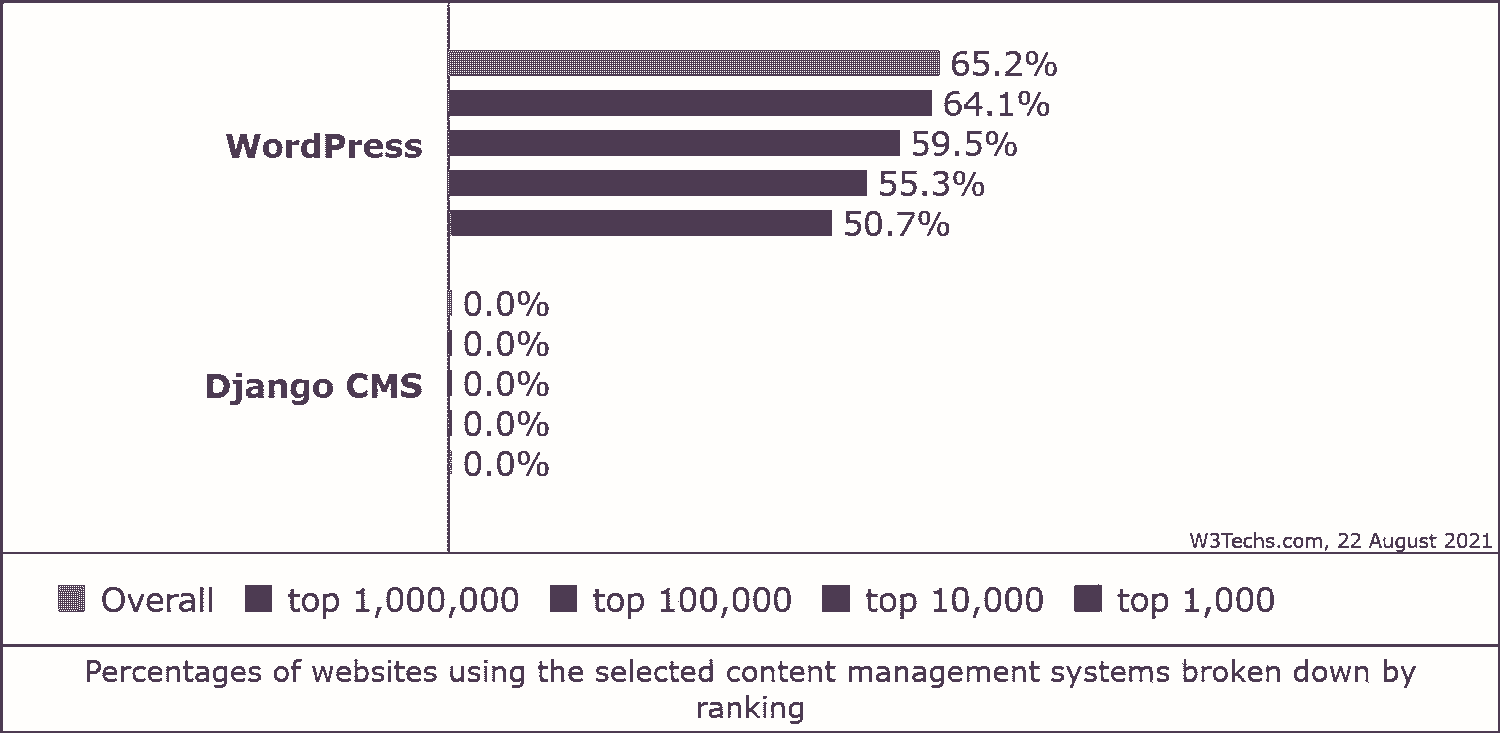 65.2%
64.1%
WordPress 59.5%
55.3%
50.7%
0.0%
0.0%
Django CMS 0.0%
0.0%
0.0%
W3Techs.com, 22 August 2021
Overall top 1,000,000 top 100,000 top 10,000 top 1,000
Percentages of websites using the selected content management systems broken down by
ranking